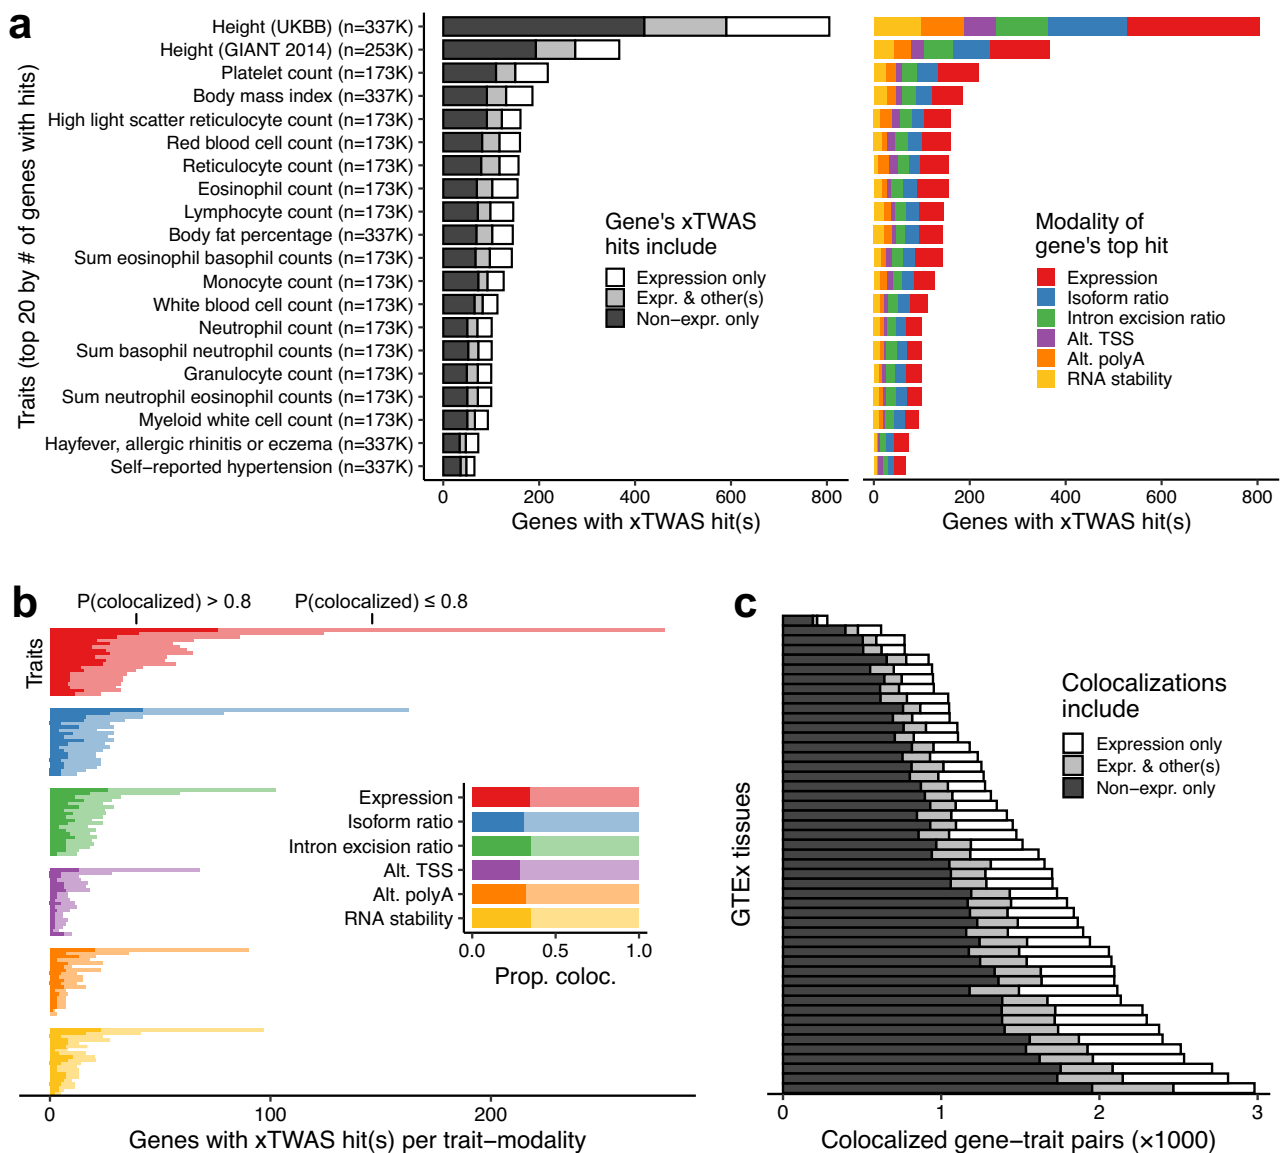 a
Traits (top 20 by # of genes with hits)
Height (UKBB) (n=337K)
Height (GIANT 2014) (n=253K)
Platelet count (n=173K)
Body mass index (n=337K)
High light scatter reticulocyte count (n=173K)
Red blood cell count (n=173K)
Reticulocyte count (n=173K)
Eosinophil count (n=173K)
Lymphocyte count (n=173K)
Body fat percentage (n=337K)
Sum eosinophil basophil counts (n=173K)
Monocyte count (n=173K)
White blood cell count (n=173K)
Neutrophil count (n=173K)
Sum basophil neutrophil counts (n=173K)
Granulocyte count (n=173K)
Sum neutrophil eosinophil counts (n=173K)
Myeloid white cell count (n=173K)
Hayfever, allergic rhinitis or eczema (n=337K)
Self−reported hypertension (n=337K)
Gene's xTWAS
hits include
Expression only
Expr. & other(s)
Non−expr. only
0 200 400 600 800
Genes with xTWAS hit(s)
Modality of
gene's top hit
Expression
Isoform ratio
Intron excision ratio
Alt. TSS
Alt. polyA
RNA stability
0 200 400 600 800
Genes with xTWAS hit(s)
b
P(colocalized) > 0.8 P(colocalized) ≤ 0.8
Traits
Expression
Isoform ratio
Intron excision ratio
Alt. TSS
Alt. polyA
RNA stability
0.0 0.5 1.0
Prop. coloc.
0 100 200
Genes with xTWAS hit(s) per trait−modality
c
GTEx tissues
Colocalizations
include
Expression only
Expr. & other(s)
Non−expr. only
0 1 2 3
Colocalized gene−trait pairs (×1000)